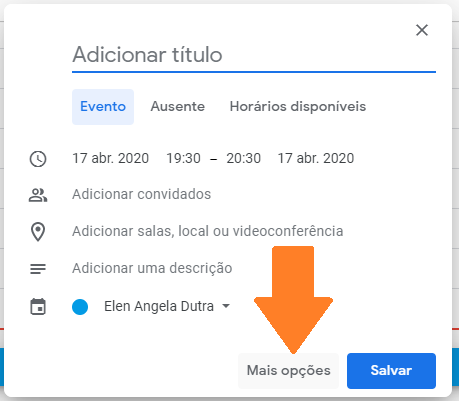 Adicionar título
Evento Ausente Horários disponíveis
17 abr. 2020 19:30 – 20:30 17 abr. 2020
Adicionar convidados
Adicionar salas, local ou videoconferência
Adicionar uma descrição
Elen Angela Dutra
Mais opções Salvar